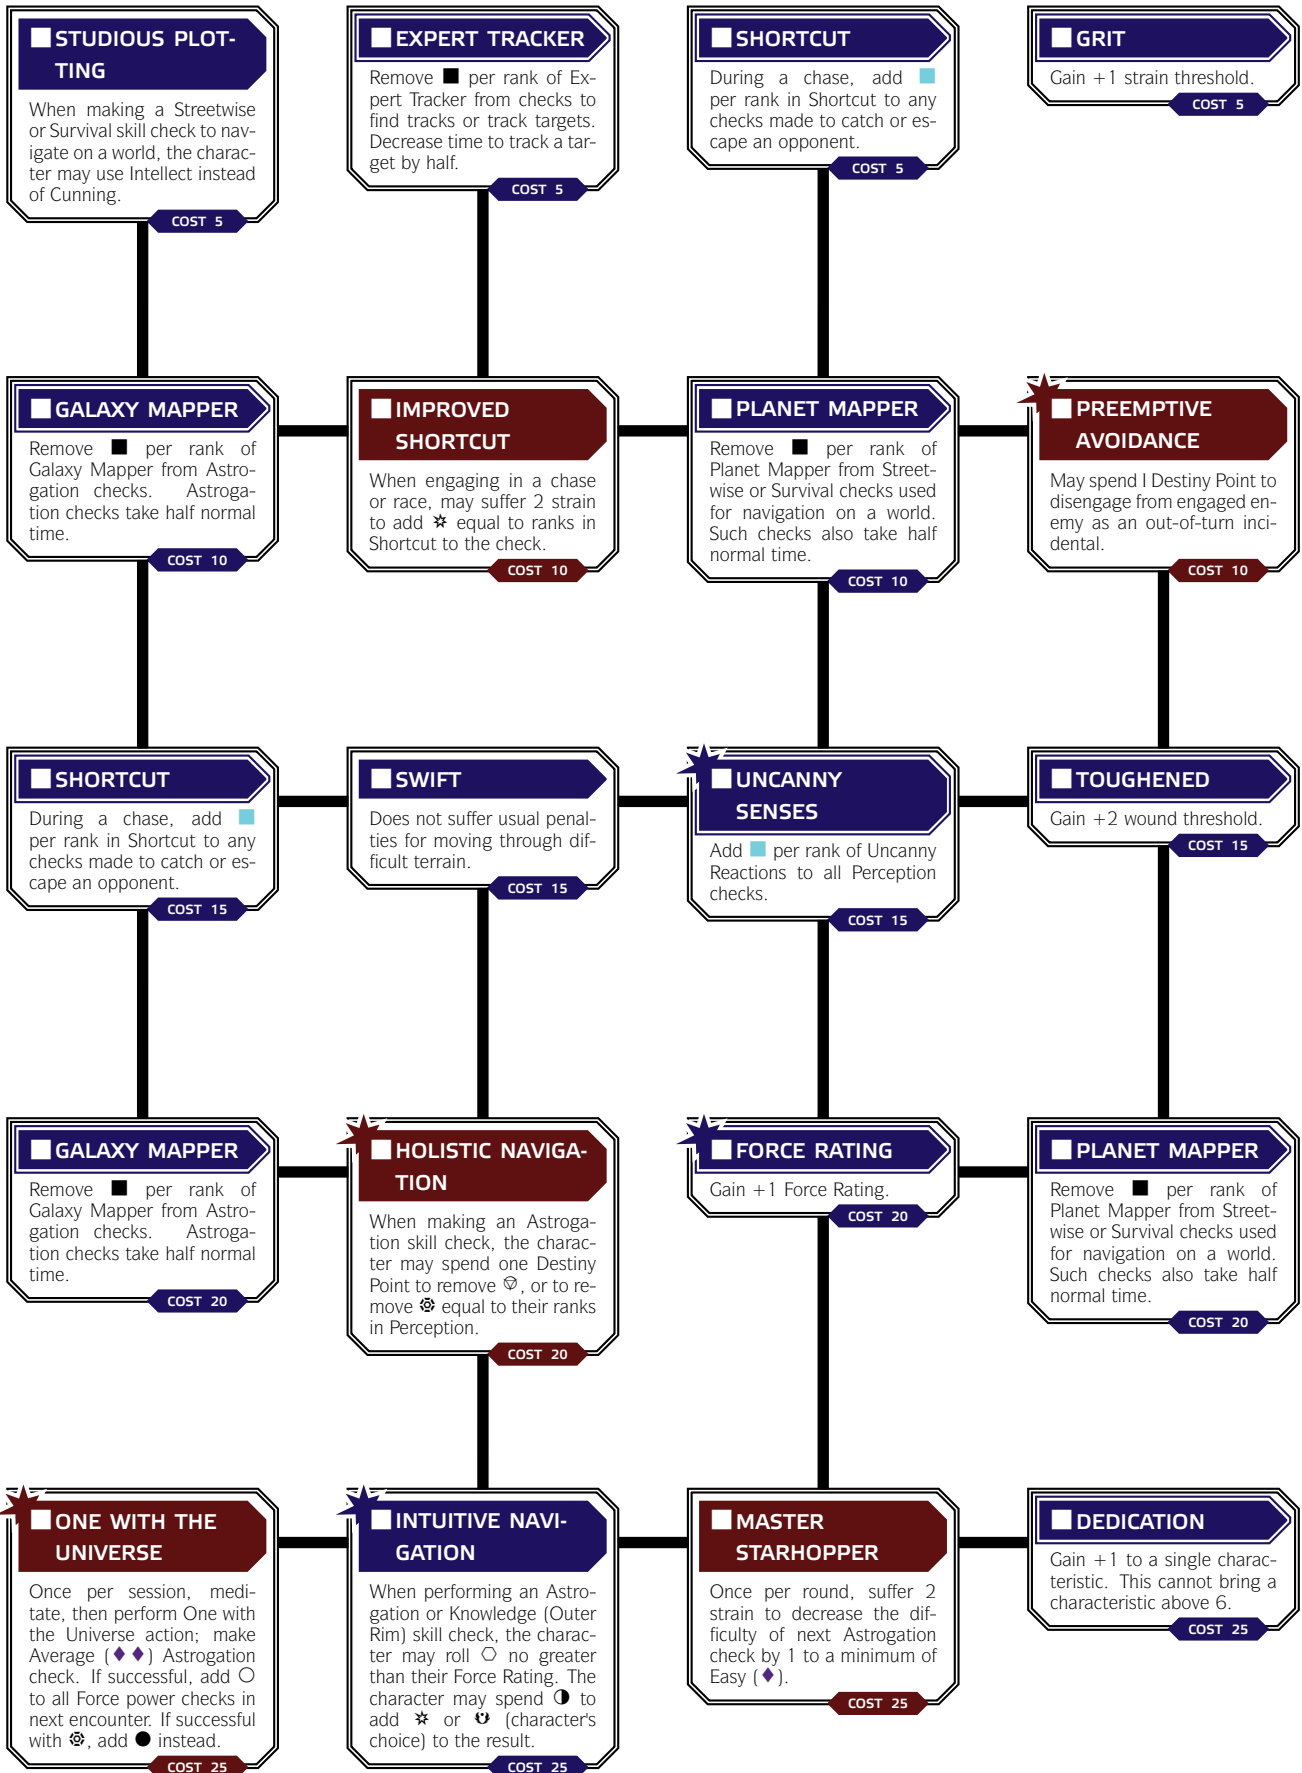 STUDIOUS PLOT-
TING
When making a Streetwise
or Survival skill check to nav-
igate on a world, the charac-
ter may use Intellect instead
of Cunning.
COST 5
EXPERT TRACKER
Remove ■ per rank of Ex-
pert Tracker from checks to
find tracks or track targets.
Decrease time to track a tar-
get by half.
COST 5
SHORTCUT
During a chase, add ■
per rank in Shortcut to any
checks made to catch or es-
cape an opponent.
COST 5
GRIT
Gain +1 strain threshold.
COST 5
GALAXY MAPPER
Remove ■ per rank of
Galaxy Mapper from Astro-
gation checks. Astroga-
tion checks take half normal
time.
COST 10
IMPROVED
SHORTCUT
When engaging in a chase
or race, may suffer 2 strain
to add equal to ranks in
Shortcut to the check.
COST 10
PLANET MAPPER
Remove ■ per rank of
Planet Mapper from Street-
wise or Survival checks used
for navigation on a world.
Such checks also take half
normal time.
COST 10
PREEMPTIVE
AVOIDANCE
May spend I Destiny Point to
disengage from engaged en-
emy as an out-of-turn inci-
dental.
COST 10
SHORTCUT
During a chase, add ■
per rank in Shortcut to any
checks made to catch or es-
cape an opponent.
COST 15
SWIFT
Does not suffer usual penal-
ties for moving through dif-
ficult terrain.
COST 15
UNCANNY
SENSES
Add ■ per rank of Uncanny
Reactions to all Perception
checks.
COST 15
TOUGHENED
Gain +2 wound threshold.
COST 15
GALAXY MAPPER
Remove ■ per rank of
Galaxy Mapper from Astro-
gation checks. Astroga-
tion checks take half normal
time.
COST 20
HOLISTIC NAVIGA-
TION
When making an Astroga-
tion skill check, the charac-
ter may spend one Destiny
Point to remove , or to re-
move equal to their ranks
in Perception.
COST 20
FORCE RATING
Gain +1 Force Rating.
COST 20
PLANET MAPPER
Remove ■ per rank of
Planet Mapper from Street-
wise or Survival checks used
for navigation on a world.
Such checks also take half
normal time.
COST 20
ONE WITH THE
UNIVERSE
Once per session, medi-
tate, then perform One with
the Universe action; make
Average (♦♦) Astrogation
check. If successful, add ○
to all Force power checks in
next encounter. If successful
with , add ● instead.
COST 25
INTUITIVE NAVI-
GATION
When performing an Astro-
gation or Knowledge (Outer
Rim) skill check, the charac-
ter may roll ⬡ no greater
than their Force Rating. The
character may spend ◑ to
add or (character's
choice) to the result.
COST 25
MASTER
STARHOPPER
Once per round, suffer 2
strain to decrease the dif-
ficulty of next Astrogation
check by 1 to a minimum of
Easy (♦).
COST 25
DEDICATION
Gain +1 to a single charac-
teristic. This cannot bring a
characteristic above 6.
COST 25